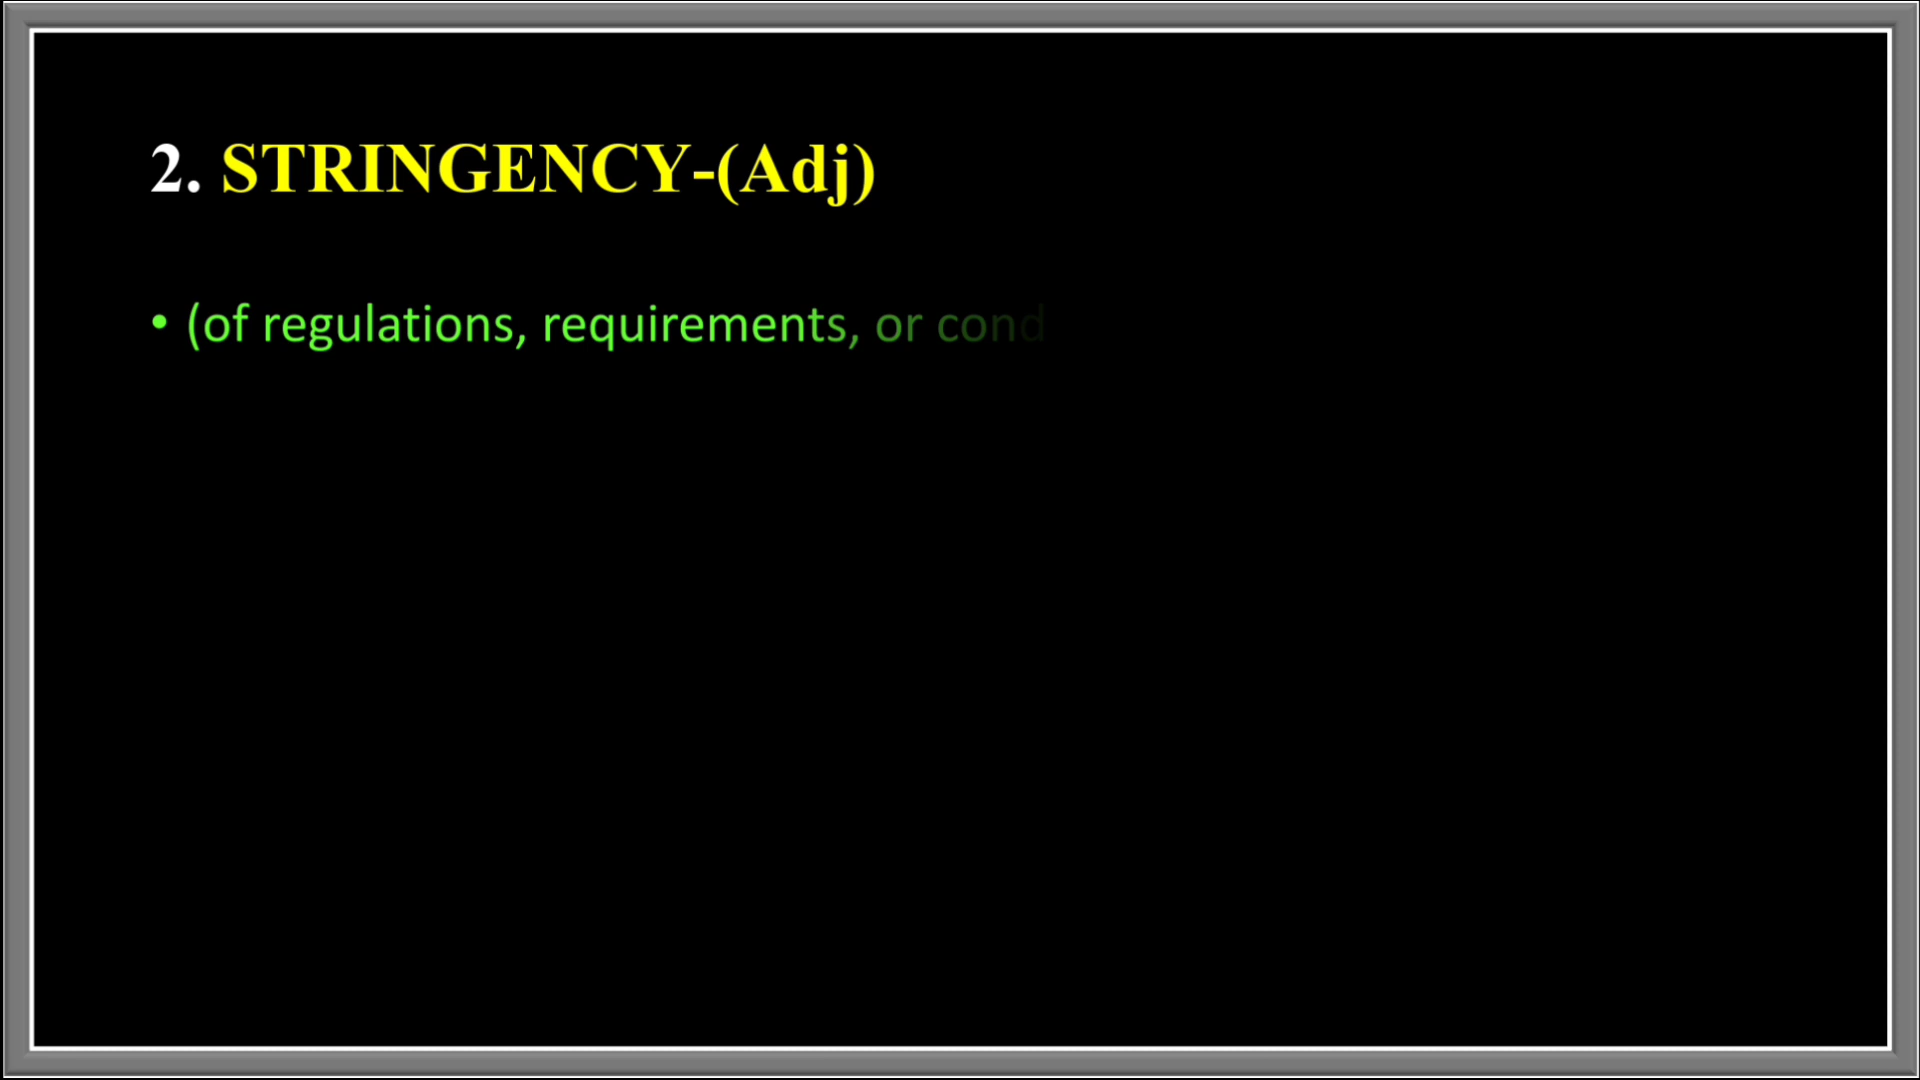 2. STRINGENCY-(Adj)
• (of regulations, requirements, or cond